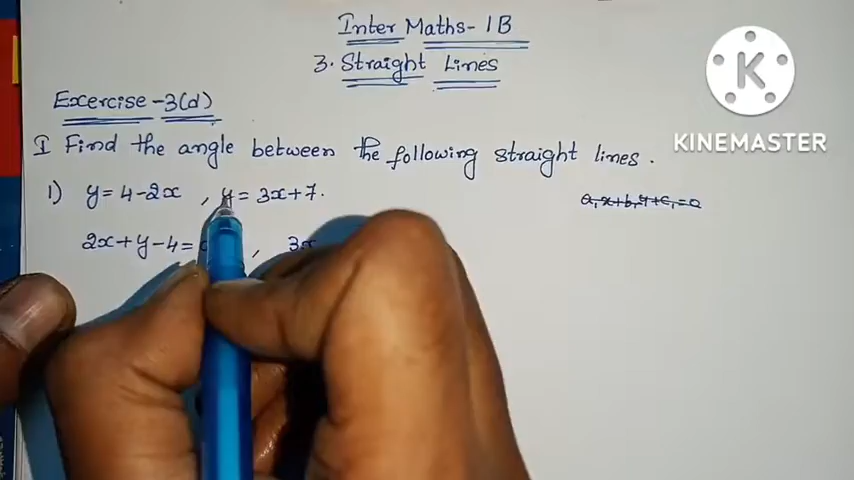 Inter Maths-1B
3. Straight Lines
K
KINEMASTER
Exercise-3(d)
I Find the angle between the following straight lines.
1) y=4-2x , y=3x+7.
a₁x+b₁y+c₁=0
2x+y-4= , 3x